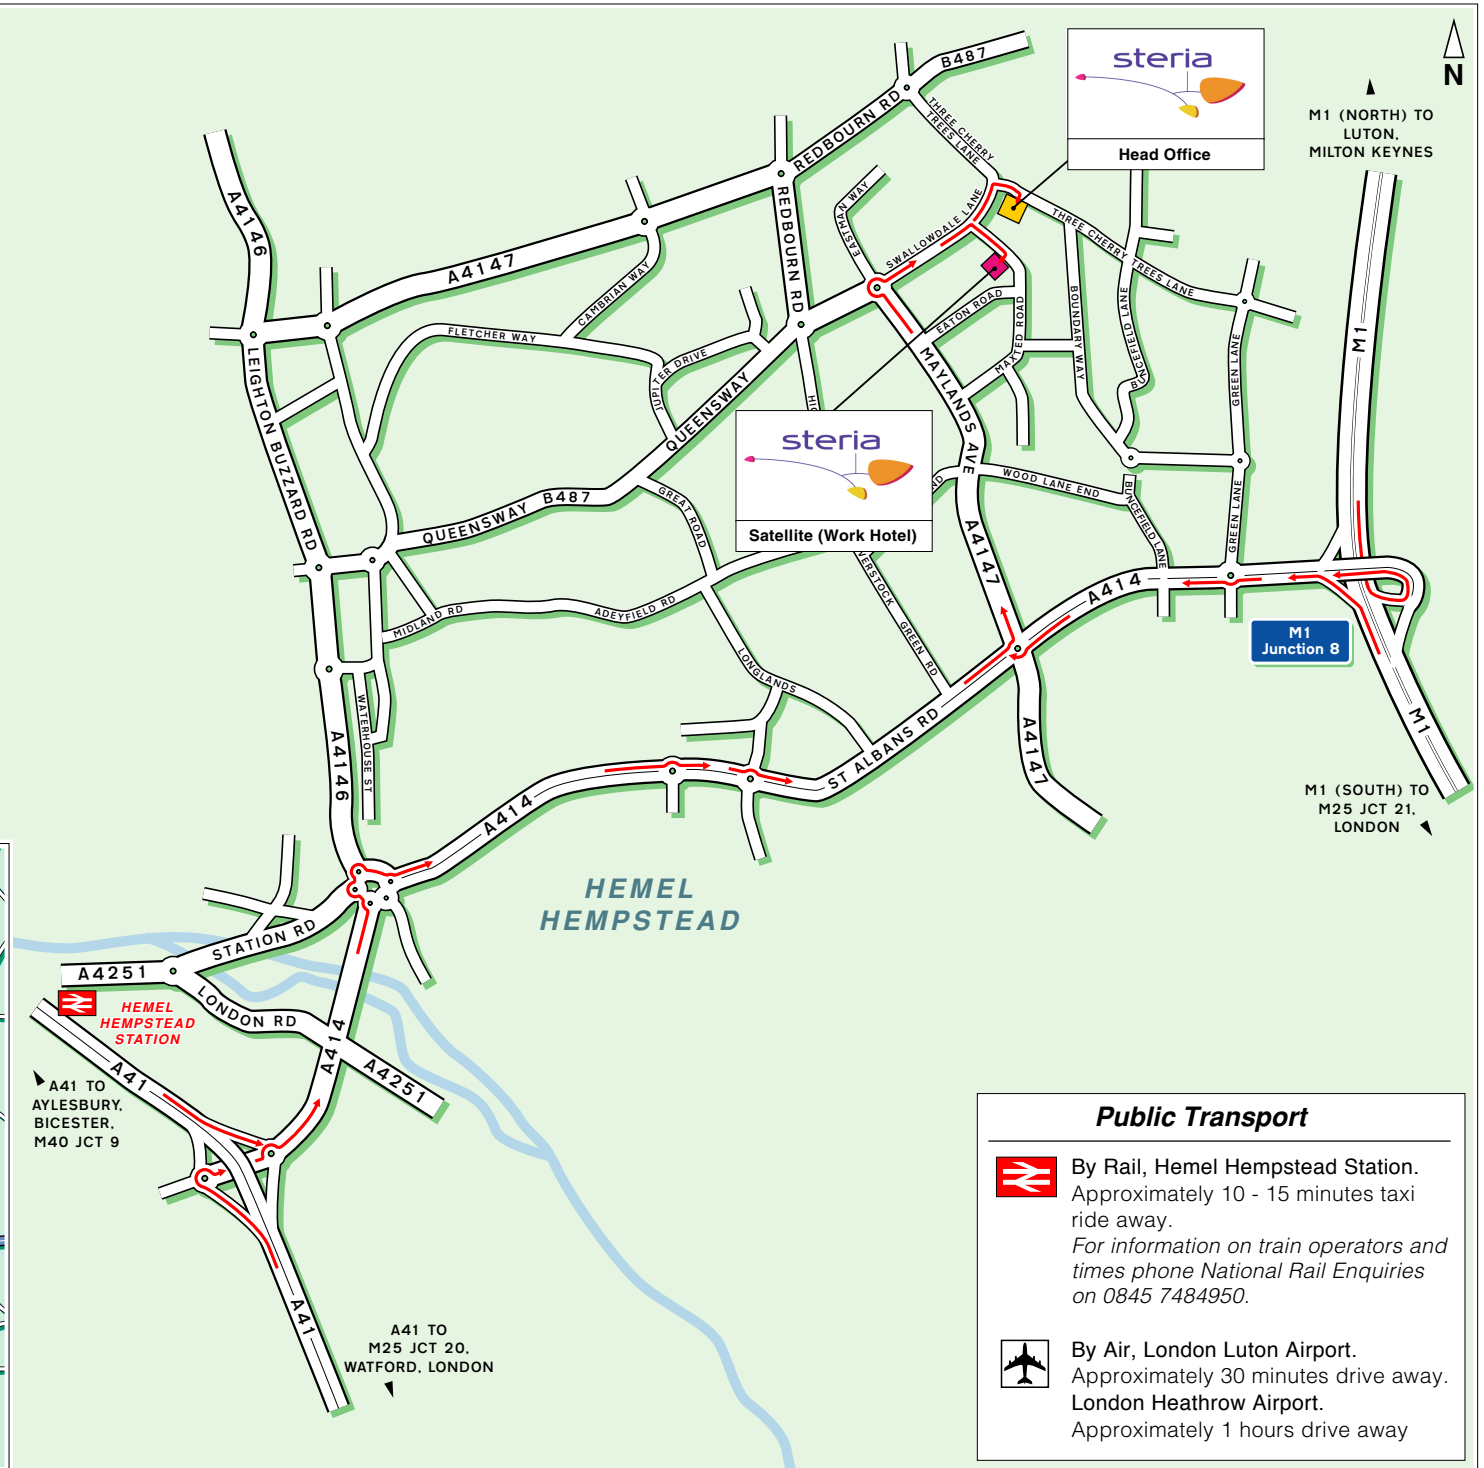 B487
REDBOURN RD
THREE CHERRY
TREES LANE
steria
Head Office
N
M1 (NORTH) TO
LUTON,
MILTON KEYNES
A4146
A4147
CAMBRIAN WAY
FLETCHER WAY
REDBOURN RD
EASTMAN WAY
SWALLOWDALE LANE
THREE CHERRY TREES LANE
BOUNDARY WAY
BUNCEFIELD LANE
GREEN LANE
M1
EATON ROAD
MAXTED ROAD
MAYLANDS AVE
JUPITER DRIVE
QUEENSWAY
LEIGHTON BUZZARD RD
steria
Satellite (Work Hotel)
QUEENSWAY
B487
GREAT ROAD
WOOD LANE END
BUNCEFIELD LANE
GREEN LANE
A4147
A414
MIDLAND RD
ADEYFIELD RD
GREEN RD
LONGLANDS
M1
Junction 8
M1
A4146
WATERHOUSE ST
ST ALBANS RD
A4147
A414
M1 (SOUTH) TO
M25 JCT 21,
LONDON
HEMEL
HEMPSTEAD
STATION RD
A4251
LONDON RD
HEMEL
HEMPSTEAD
STATION
A414
A4251
A41
A41 TO
AYLESBURY,
BICESTER,
M40 JCT 9
A41
A41 TO
M25 JCT 20,
WATFORD, LONDON
Public Transport
By Rail, Hemel Hempstead Station.
Approximately 10 - 15 minutes taxi
ride away.
For information on train operators and
times phone National Rail Enquiries
on 0845 7484950.
By Air, London Luton Airport.
Approximately 30 minutes drive away.
London Heathrow Airport.
Approximately 1 hours drive away